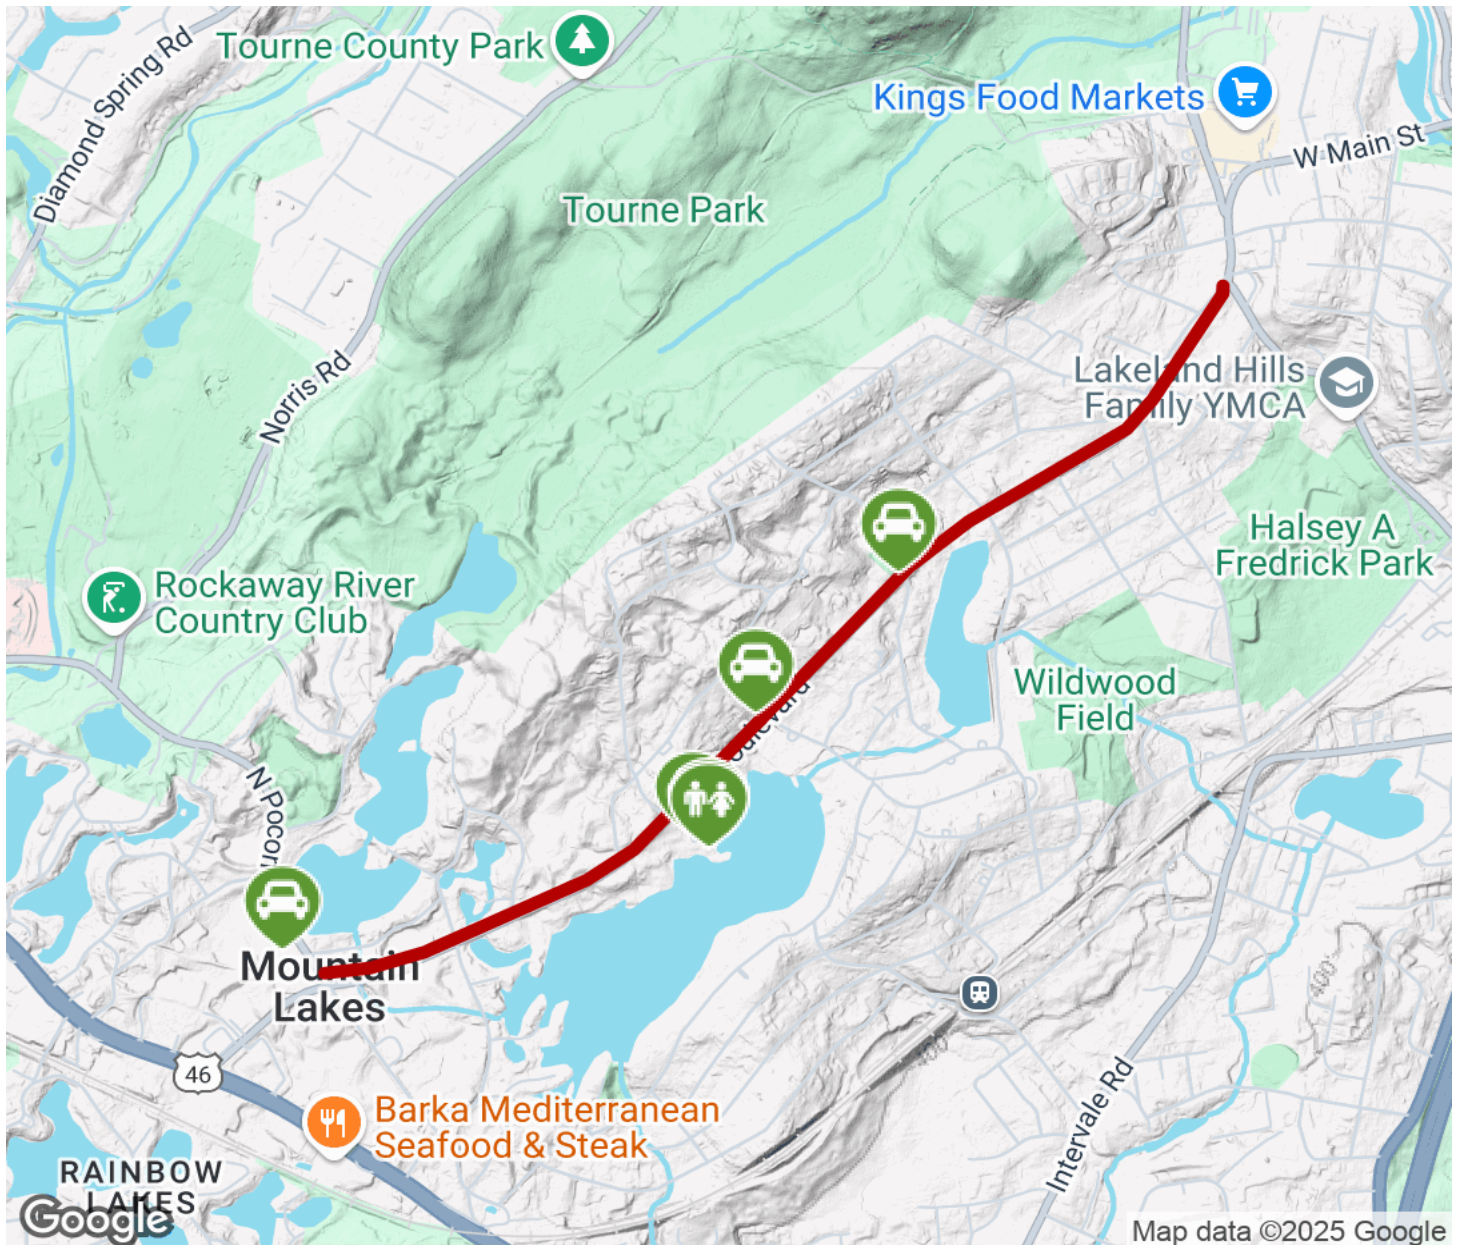 Diamond Spring Rd
Tourne County Park
Kings Food Markets
W Main St
Tourne Park
Norris Rd
Lakeland Hills
Family YMCA
Halsey A
Fredrick Park
Rockaway River
Country Club
Wildwood
Field
oulevard
N Pocon
Mountain
Lakes
46
Barka Mediterranean
Seafood & Steak
Intervale Rd
RAINBOW
LAKES
Google
Map data ©2025 Google